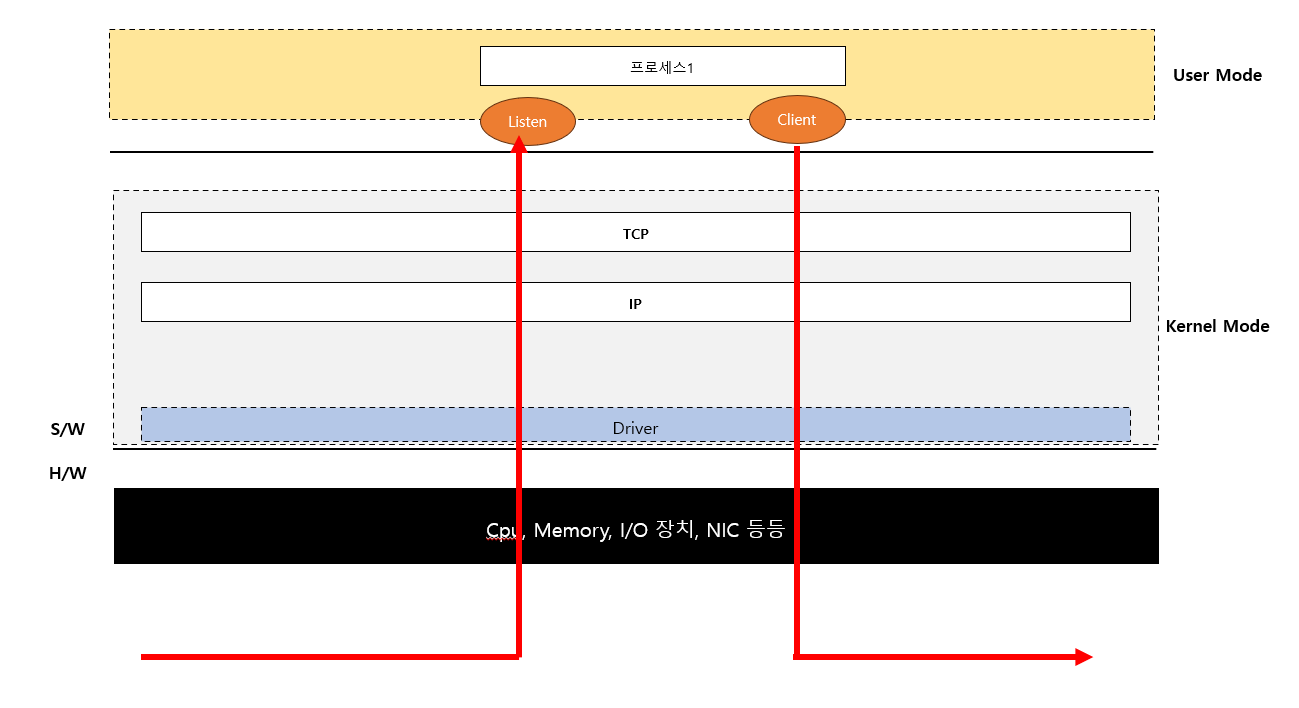 프로세스1
User Mode
Listen
Client
TCP
IP
Kernel Mode
Driver
S/W
H/W
Cpu, Memory, I/O 장치, NIC 등등